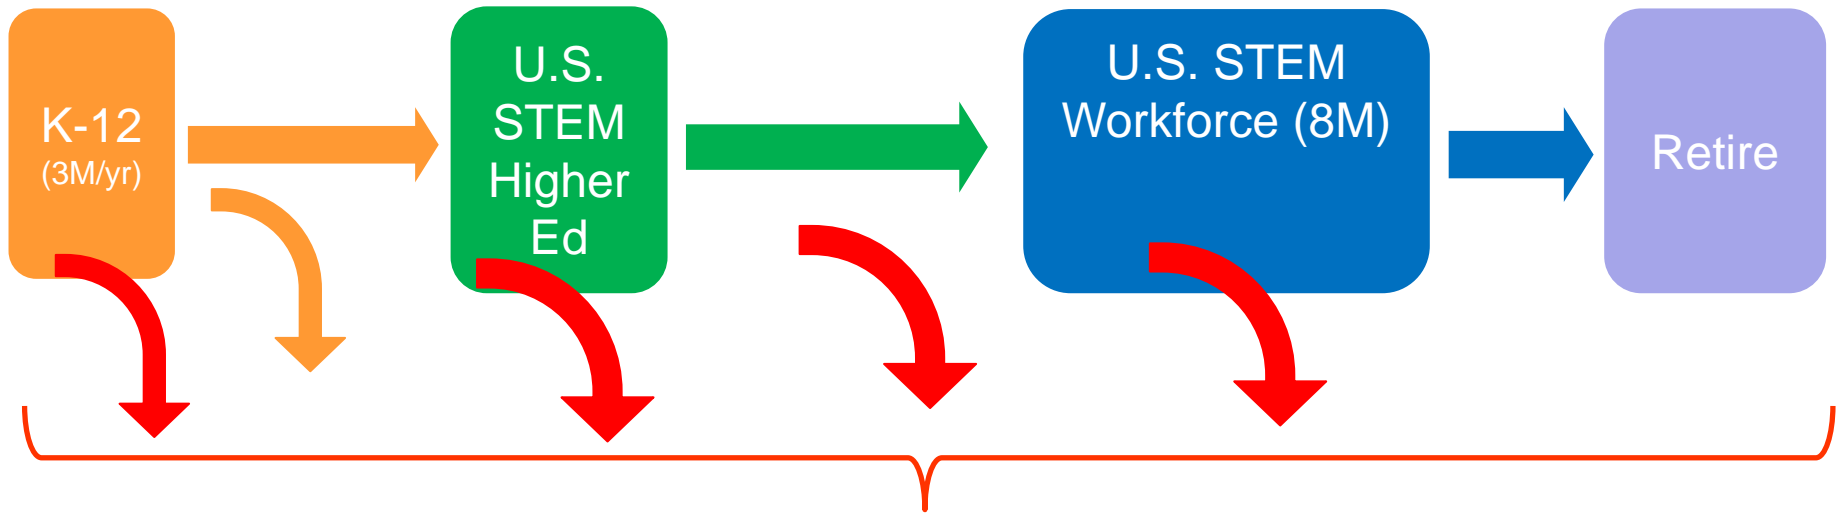 K-12
(3M/yr)
U.S.
STEM
Higher
Ed
U.S. STEM
Workforce (8M)
Retire